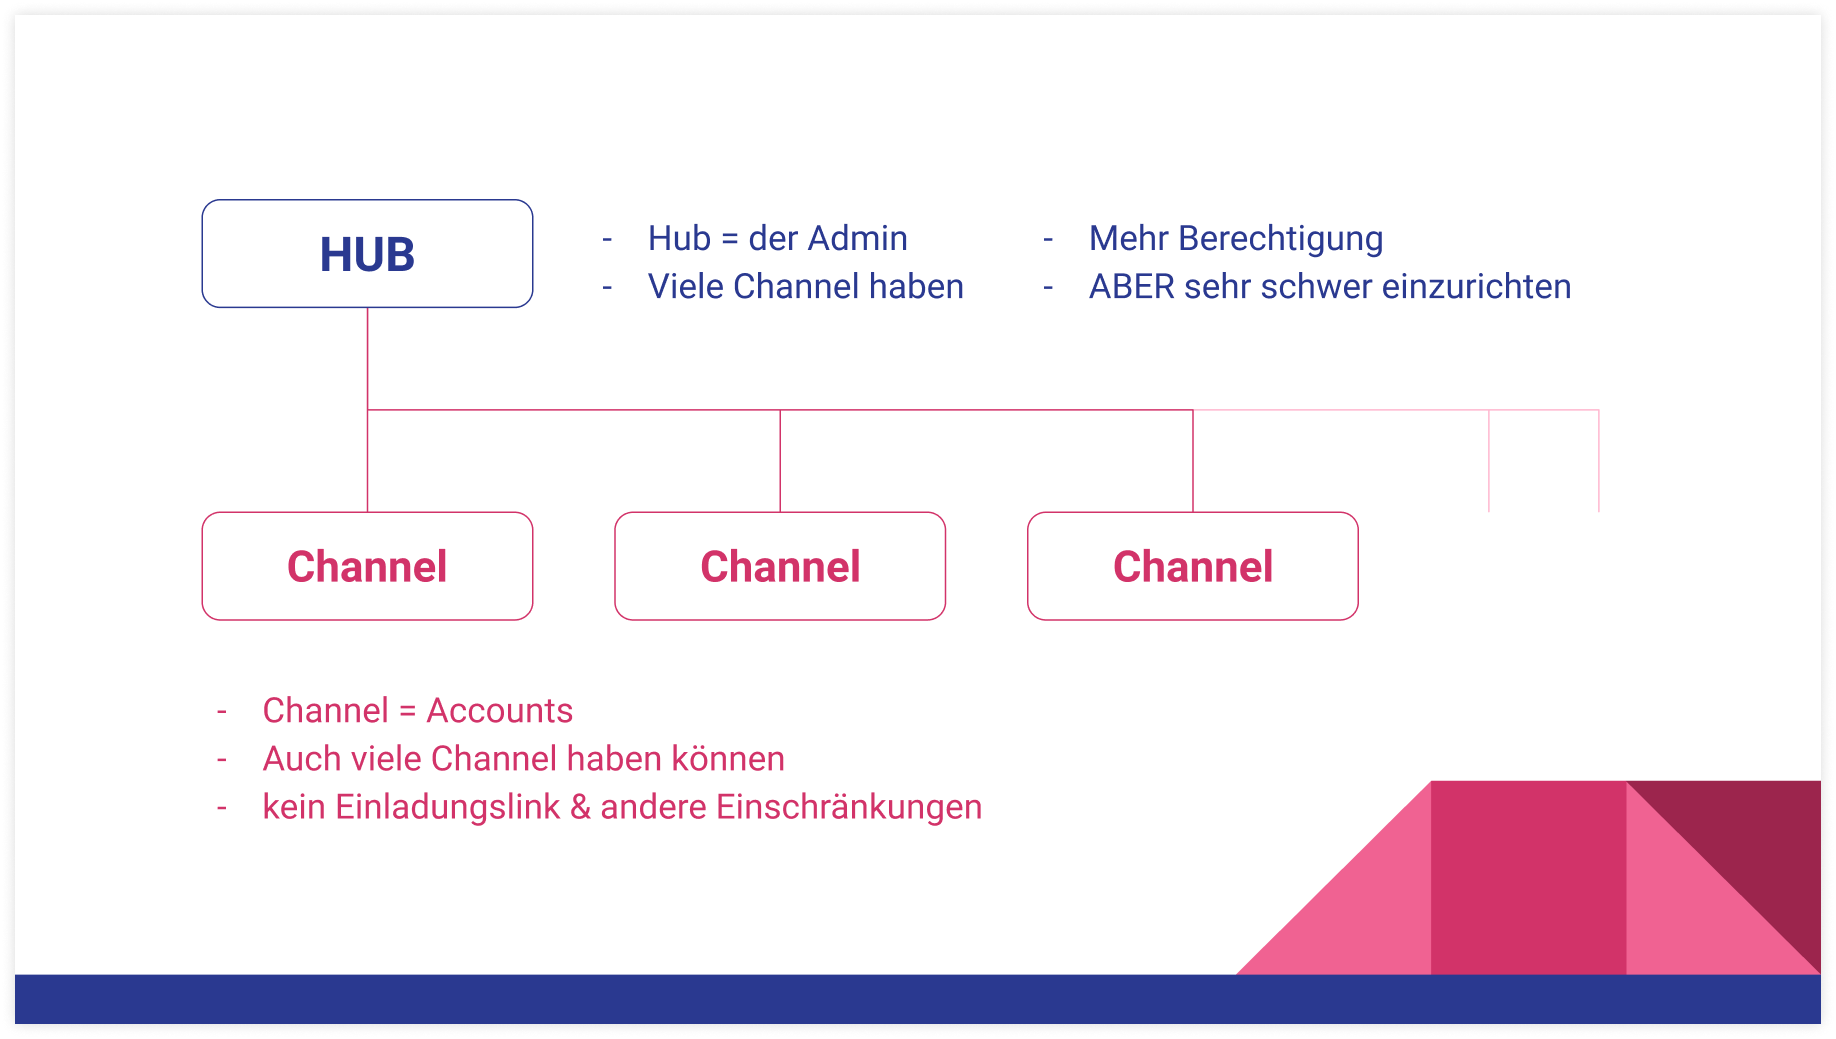 HUB
- Hub = der Admin
- Viele Channel haben
- Mehr Berechtigung
- ABER sehr schwer einzurichten
Channel
Channel
Channel
- Channel = Accounts
- Auch viele Channel haben können
- kein Einladungslink & andere Einschränkungen